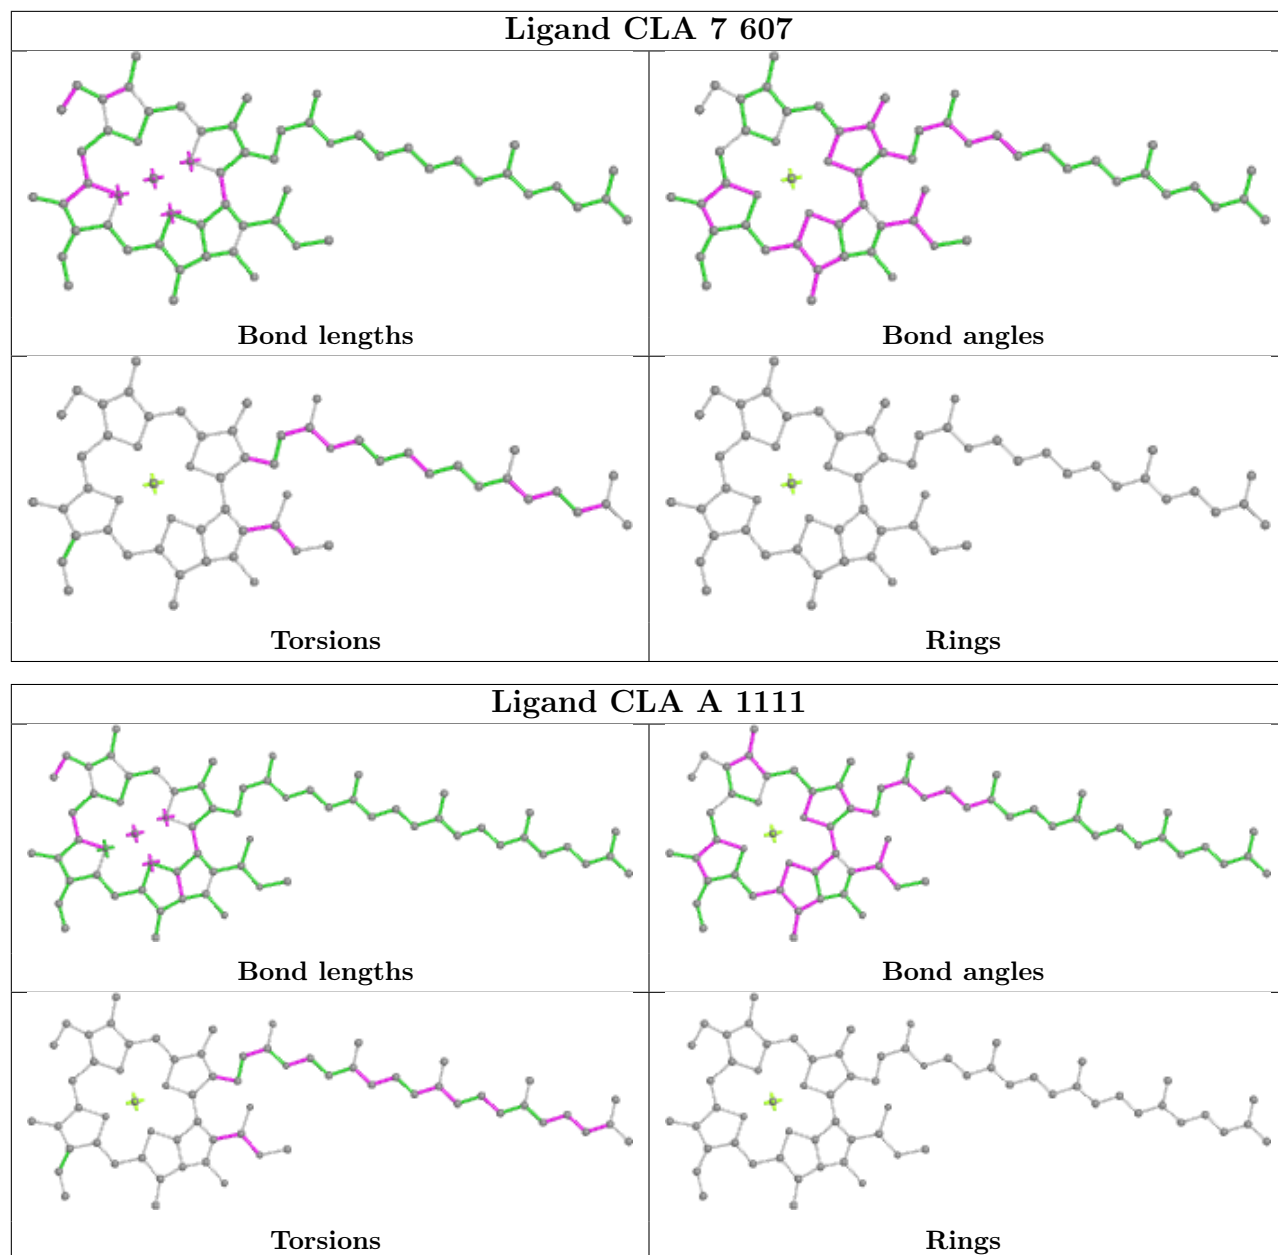 Ligand CLA 7 607
Bond lengths
Bond angles
Torsions
Rings
Ligand CLA A 1111
Bond lengths
Bond angles
Torsions
Rings